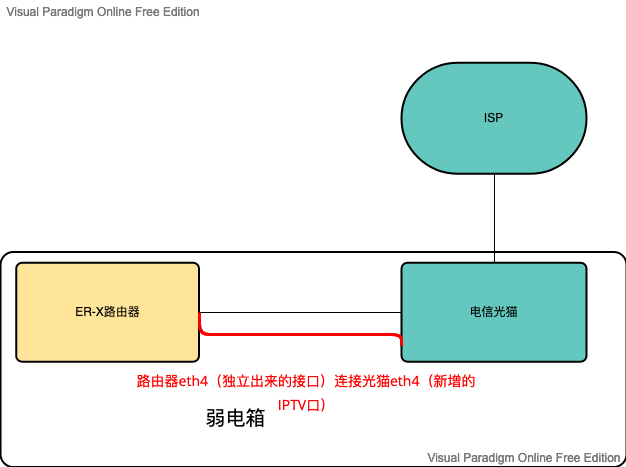 Visual Paradigm Online Free Edition
ISP
ER-X路由器
电信光猫
路由器eth4（独立出来的接口）连接光猫eth4（新增的
IPTV口）
弱电箱
Visual Paradigm Online Free Edition